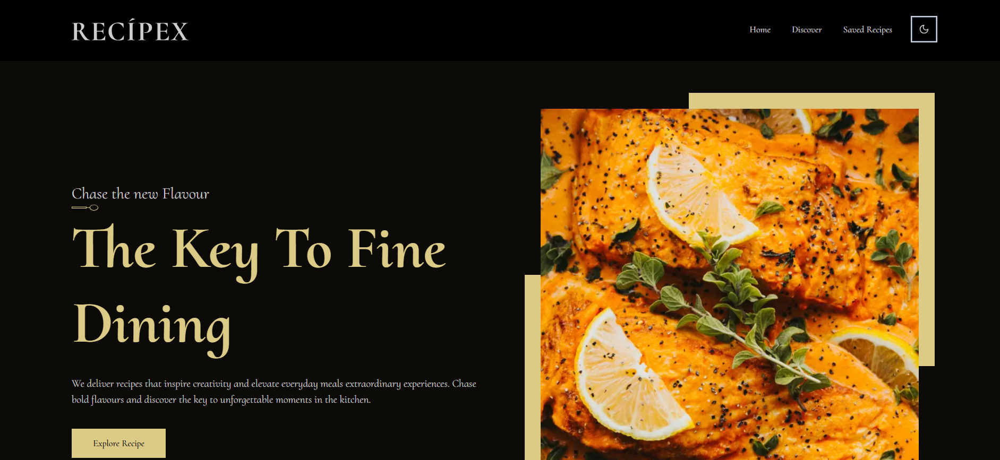 RECÍPEX
Home
Discover
Saved Recipes
Chase the new Flavour
The Key To Fine
Dining
We deliver recipes that inspire creativity and elevate everyday meals extraordinary experiences. Chase
bold flavours and discover the key to unforgettable moments in the kitchen.
Explore Recipe